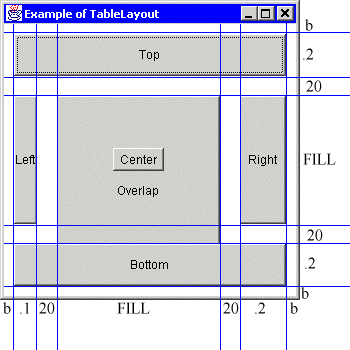 Example of TableLayout
b
Top
.2
20
Left
Center
Right
FILL
Overlap
20
Bottom
.2
b
b .1 20 FILL 20 .2 b